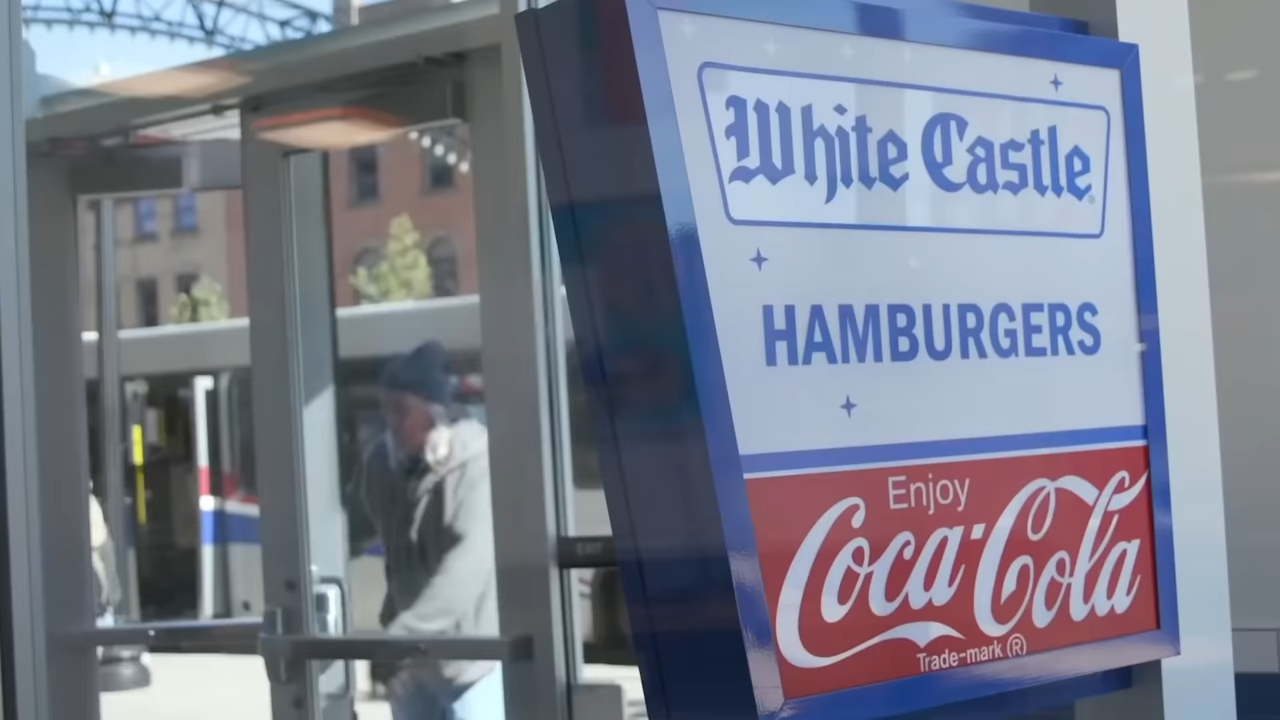 White Castle®
HAMBURGERS
Enjoy
Coca-Cola
Trade-mark ®